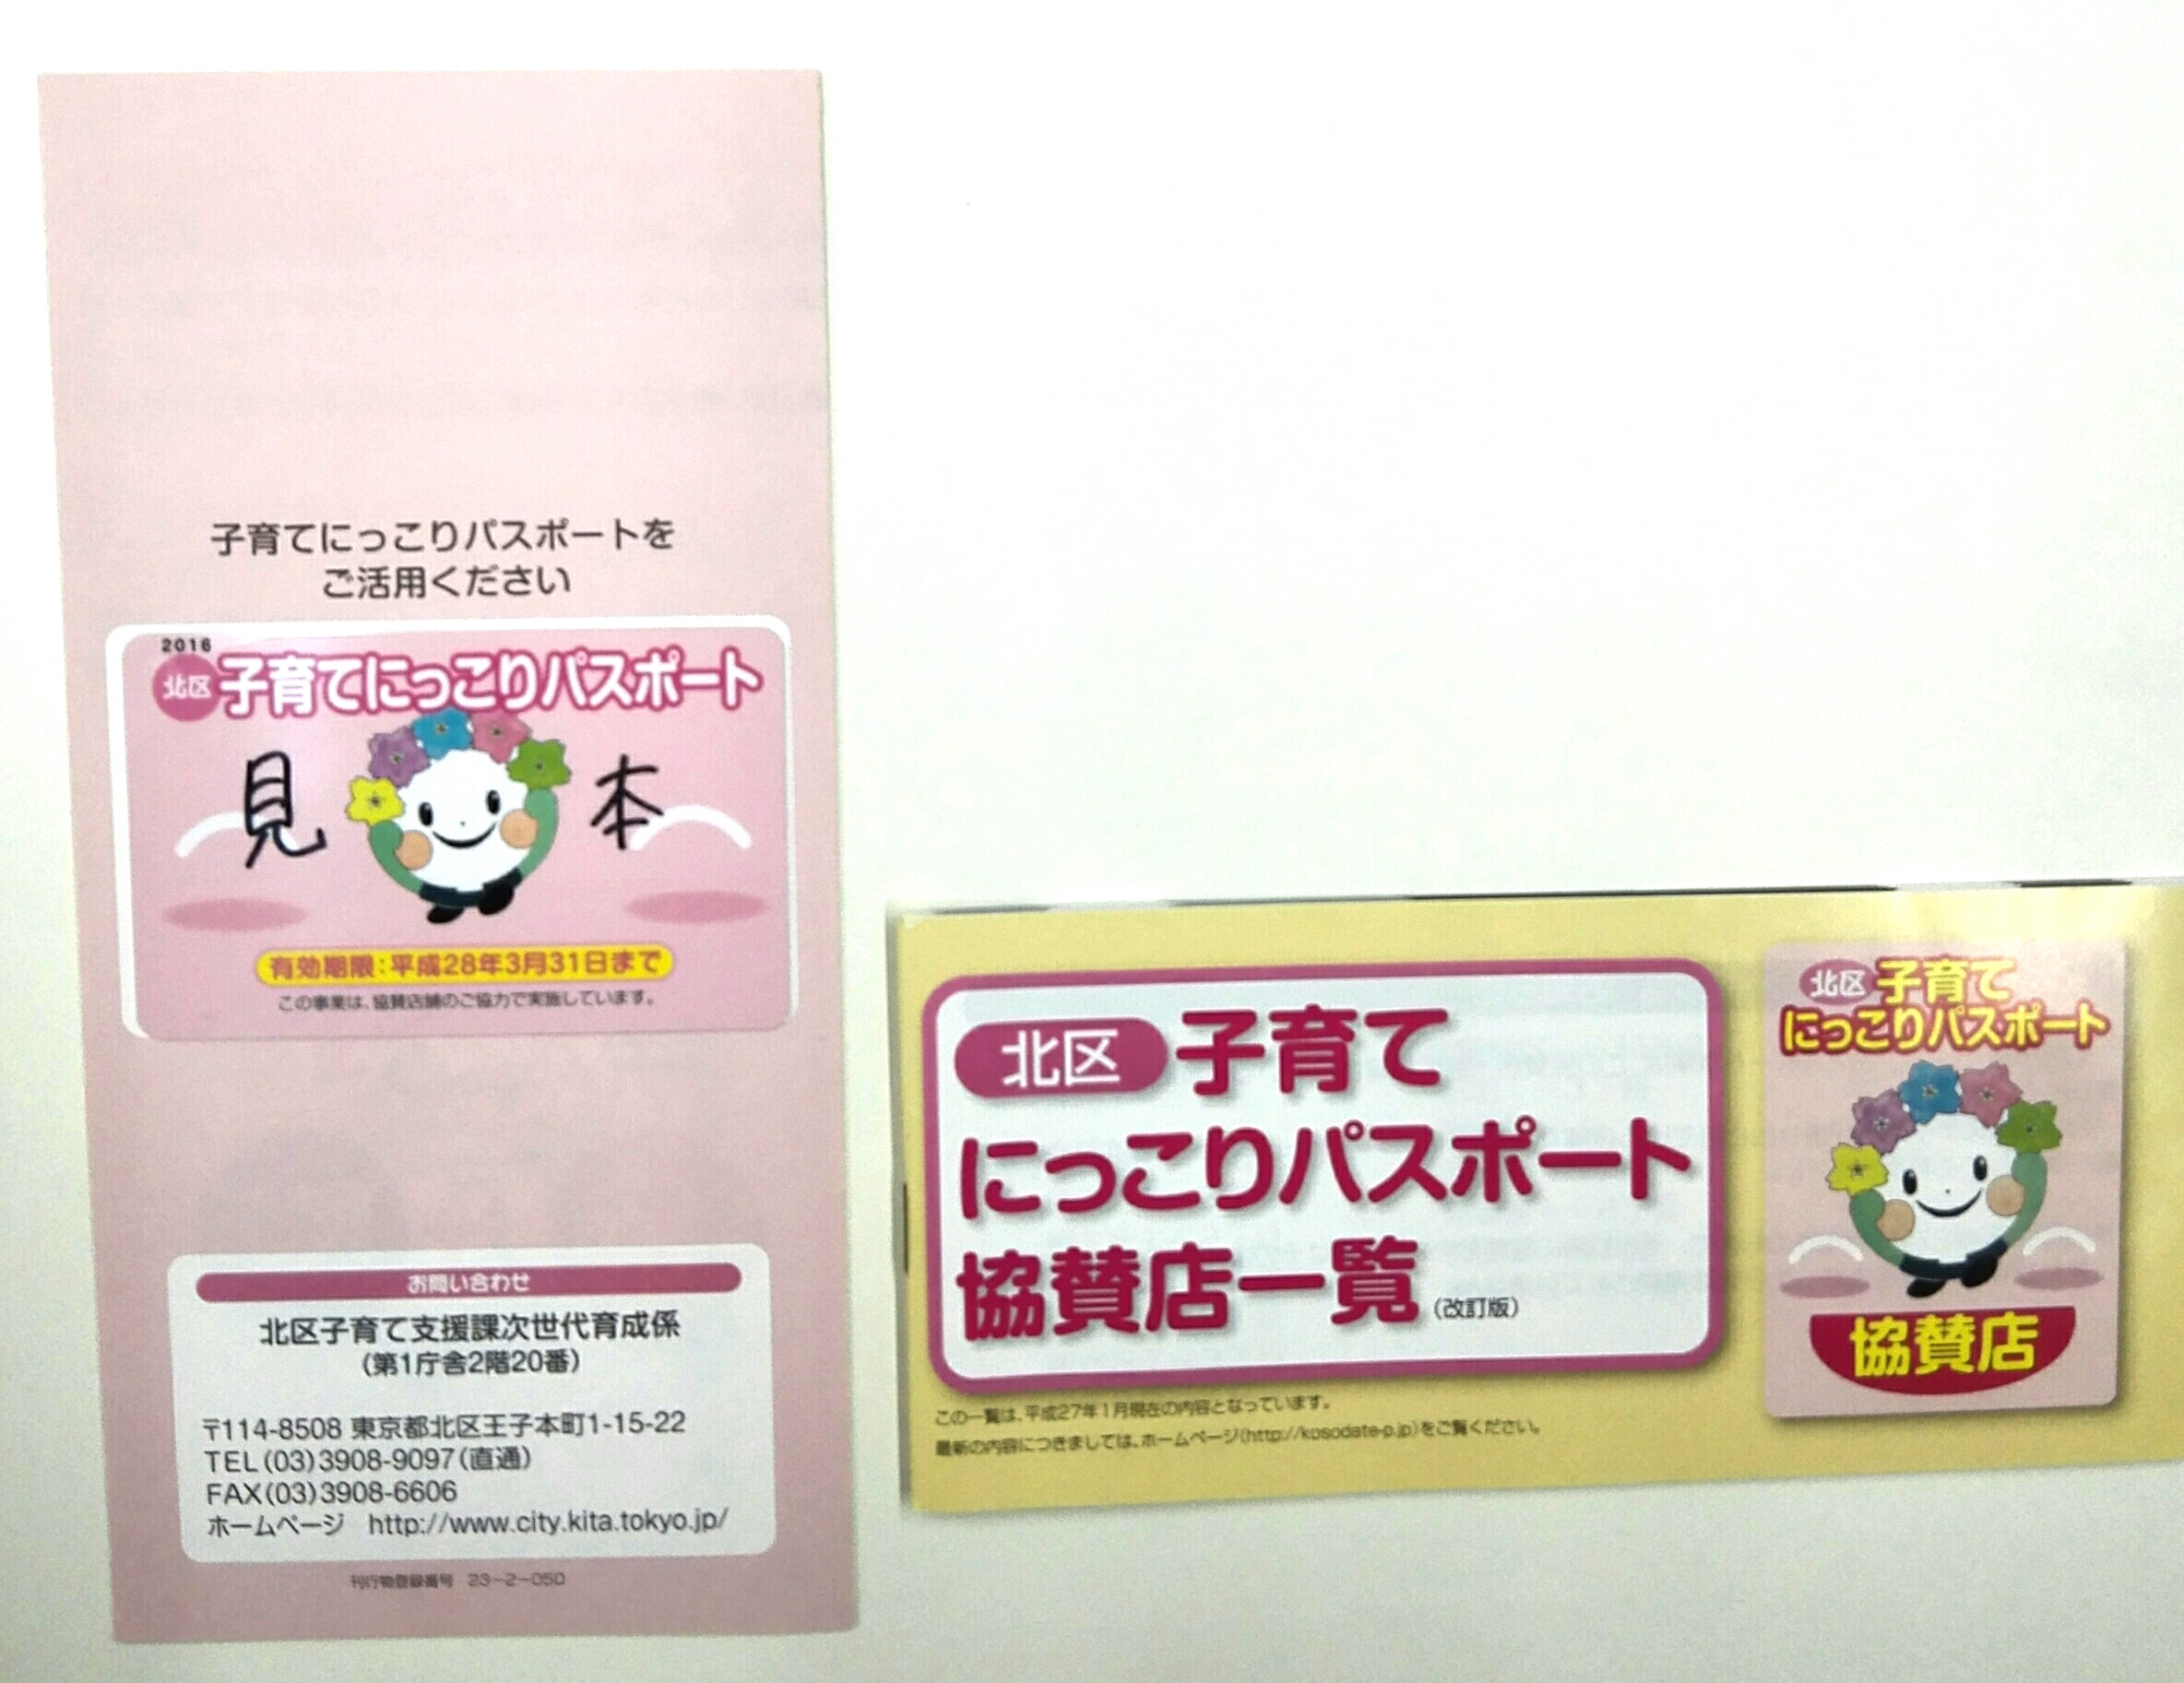 子育てにっこりパスポートを
ご活用ください
2016
北区 子育てにっこりパスポート
見 本
有効期限：平成28年3月31日まで
この事業は、協賛店舗のご協力で実施しています。
お問い合わせ
北区子育て支援課次世代育成係
(第1庁舎2階20番)
〒114-8508 東京都北区王子本町1-15-22
TEL(03)3908-9097(直通)
FAX(03)3908-6606
ホームページ http://www.city.kita.tokyo.jp/
刊行物登録番号 23-2-050
北区 子育て
にっこりパスポート
協賛店一覧(改訂版)
この一覧は、平成27年1月現在の内容となっています。
最新の内容につきましては、ホームページ(http://kosodate-p.jp)をご覧ください。
北区 子育て
にっこりパスポート
協賛店